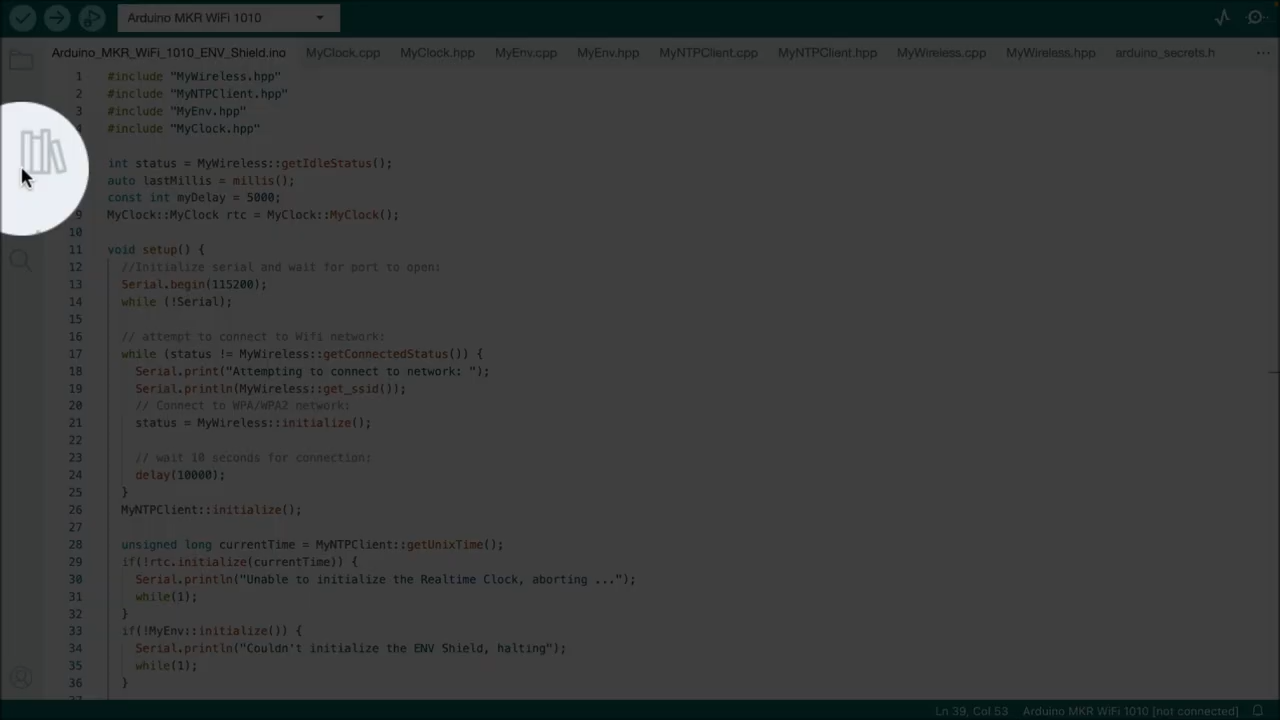 Arduino MKR WiFi 1010
Arduino_MKR_WiFi_1010_ENV_Shield.ino MyClock.cpp MyClock.hpp MyEnv.cpp MyEnv.hpp MyNTPClient.cpp MyNTPClient.hpp MyWireless.cpp MyWireless.hpp arduino_secrets.h ...
1 #include "MyWireless.hpp"
2 #include "MyNTPClient.hpp"
3 #include "MyEnv.hpp"
#include "MyClock.hpp"
int status = MyWireless::getIdleStatus();
auto lastMillis = millis();
const int myDelay = 5000;
9 MyClock::MyClock rtc = MyClock::MyClock();
10
11 void setup() {
12 //Initialize serial and wait for port to open:
13 Serial.begin(115200);
14 while (!Serial);
15
16 // attempt to connect to Wifi network:
17 while (status != MyWireless::getConnectedStatus()) {
18 Serial.print("Attempting to connect to network: ");
19 Serial.println(MyWireless::get_ssid());
20 // Connect to WPA/WPA2 network:
21 status = MyWireless::initialize();
22
23 // wait 10 seconds for connection:
24 delay(10000);
25 }
26 MyNTPClient::initialize();
27
28 unsigned long currentTime = MyNTPClient::getUnixTime();
29 if(!rtc.initialize(currentTime)) {
30 Serial.println("Unable to initialize the Realtime Clock, aborting ...");
31 while(1);
32 }
33 if(!MyEnv::initialize()) {
34 Serial.println("Couldn't initialize the ENV Shield, halting");
35 while(1);
36 }
Ln 39, Col 53 Arduino MKR WiFi 1010 [not connected]